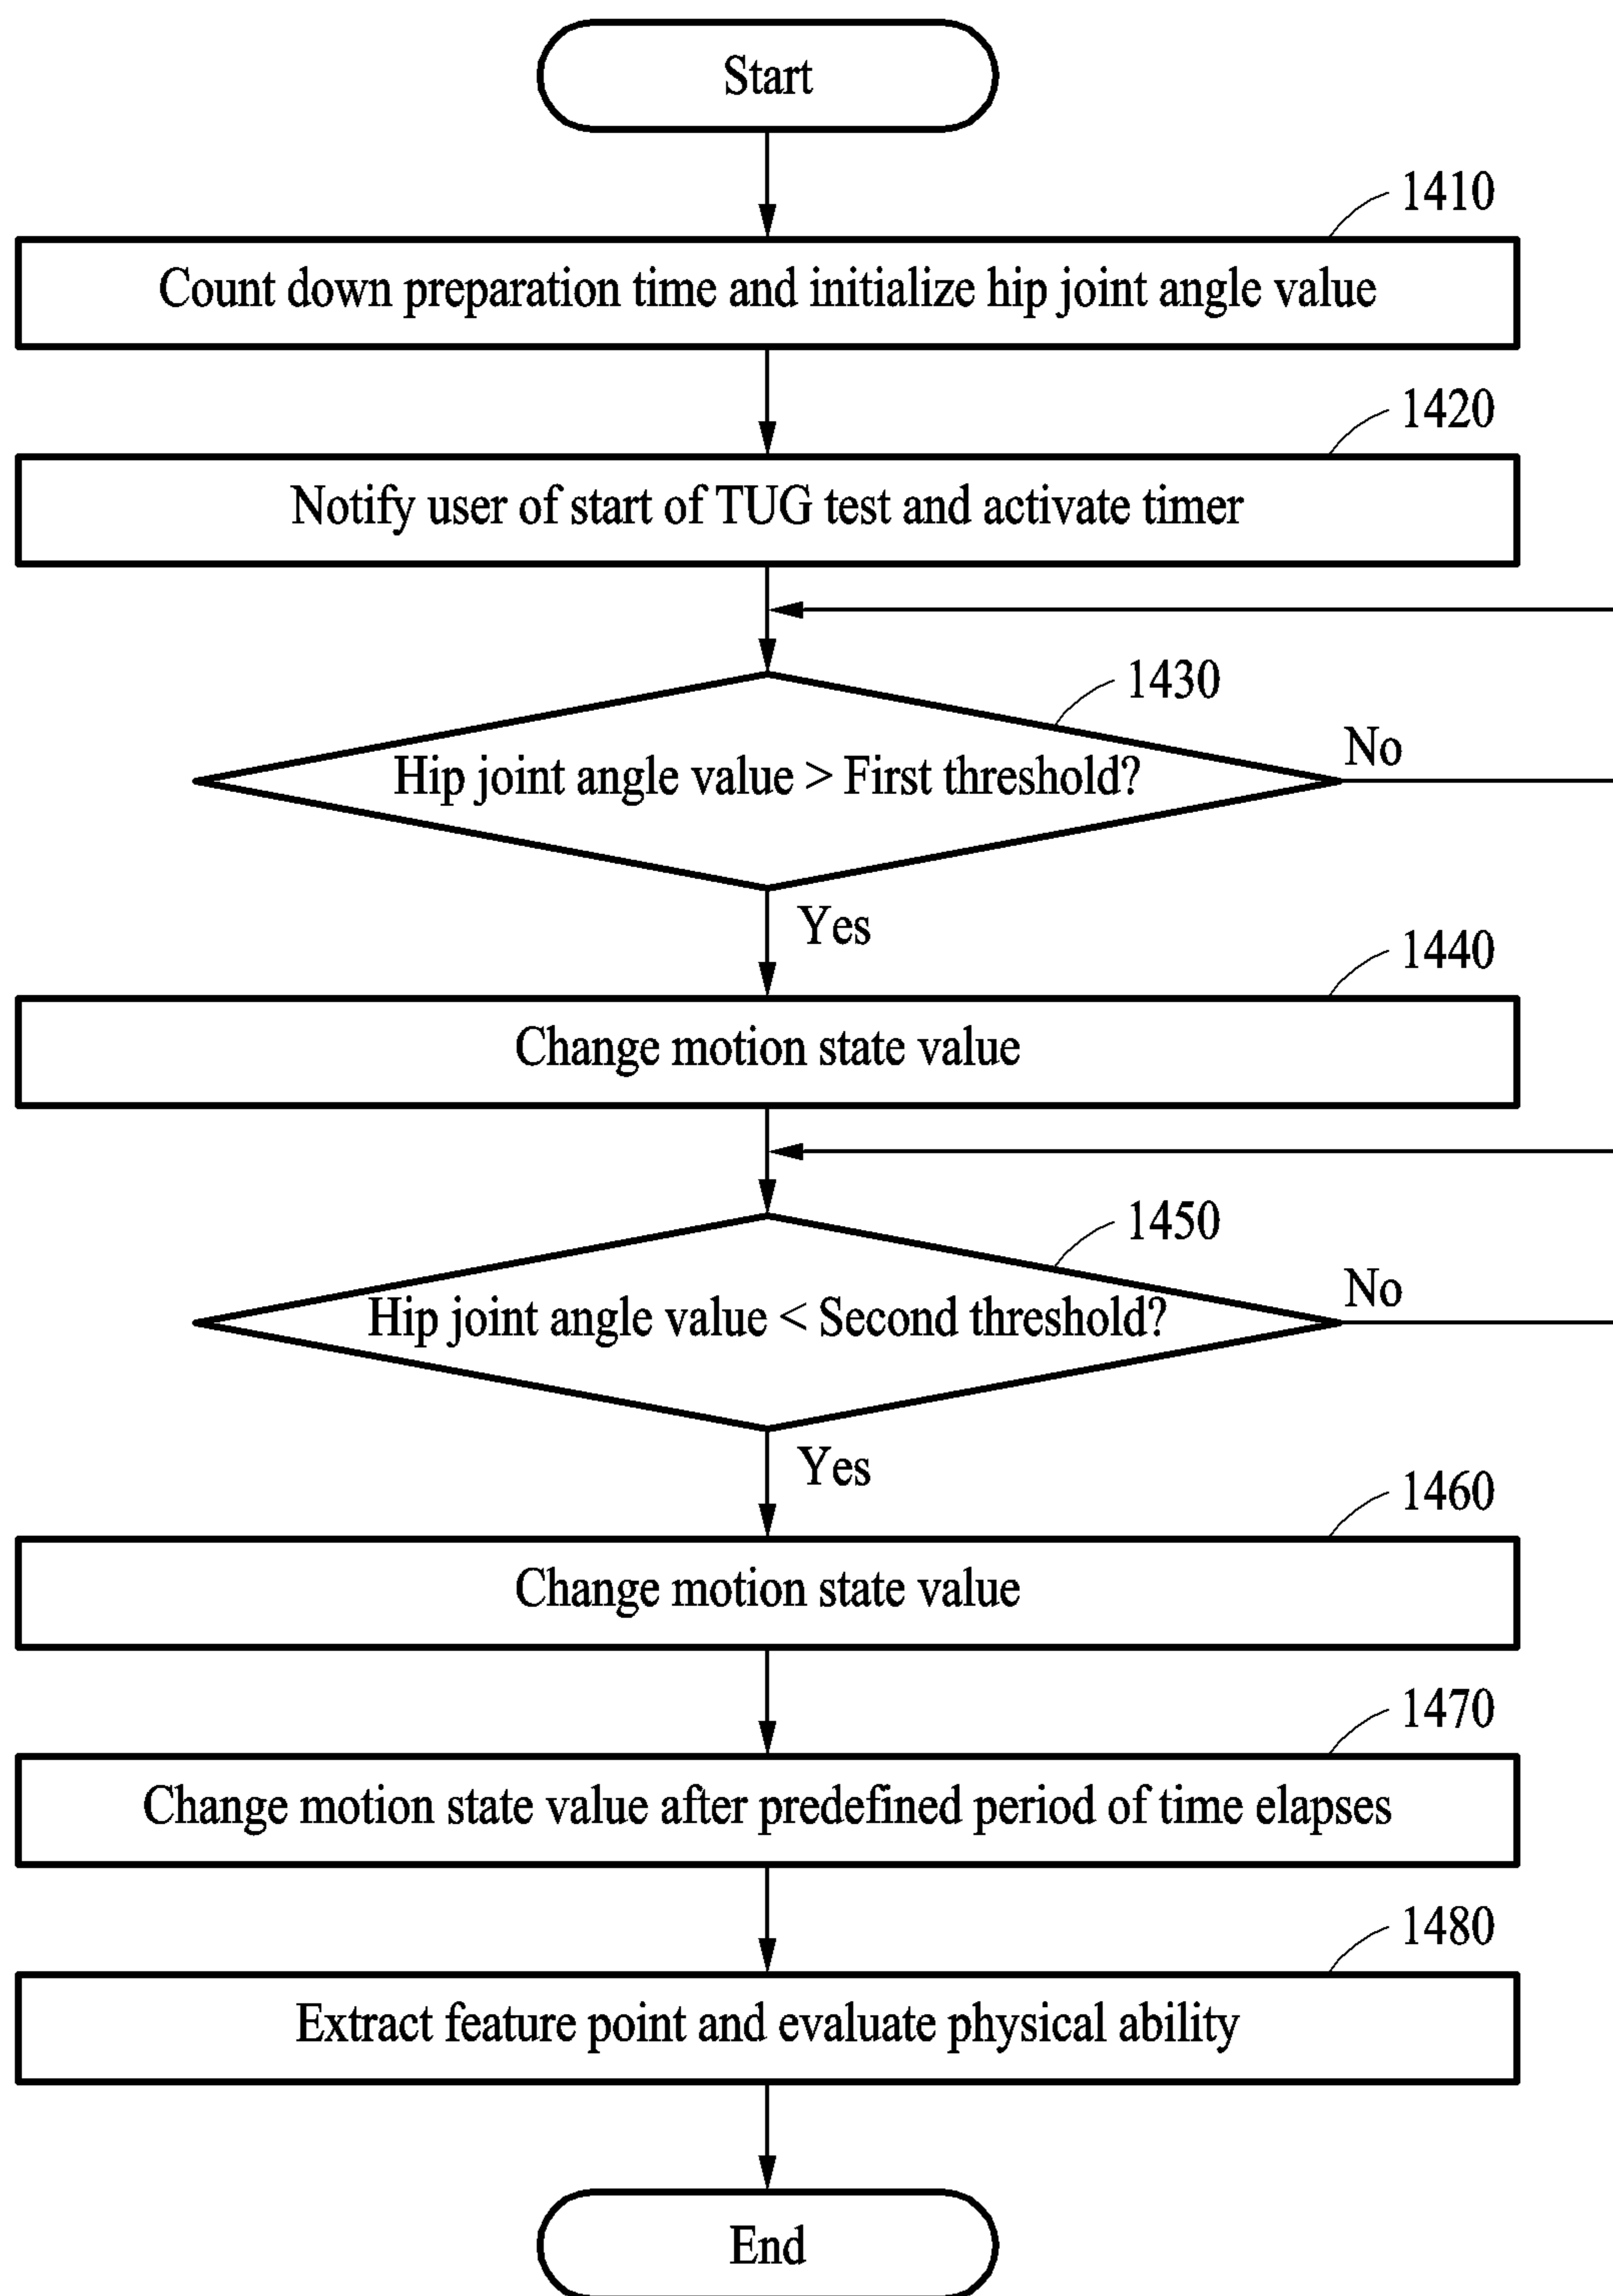 Start
1410
Count down preparation time and initialize hip joint angle value
1420
Notify user of start of TUG test and activate timer
1430
Hip joint angle value > First threshold?
No
Yes
1440
Change motion state value
1450
Hip joint angle value < Second threshold?
No
Yes
1460
Change motion state value
1470
Change motion state value after predefined period of time elapses
1480
Extract feature point and evaluate physical ability
End